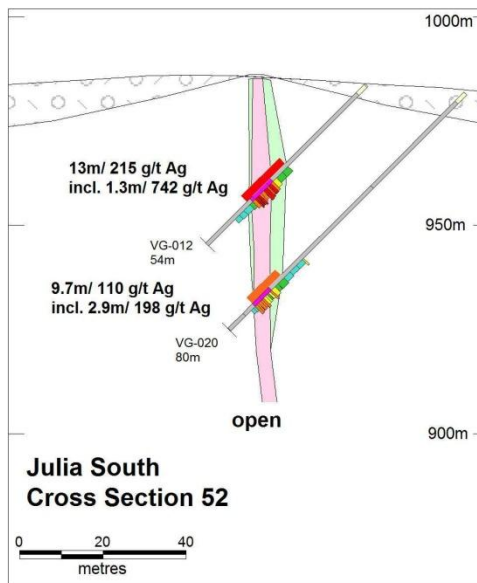 1000m
13m/ 215 g/t Ag
incl. 1.3m/ 742 g/t Ag
950m
VG-012
54m
9.7m/ 110 g/t Ag
incl. 2.9m/ 198 g/t Ag
VG-020
80m
open
900m
Julia South
Cross Section 52
0 20 40
metres